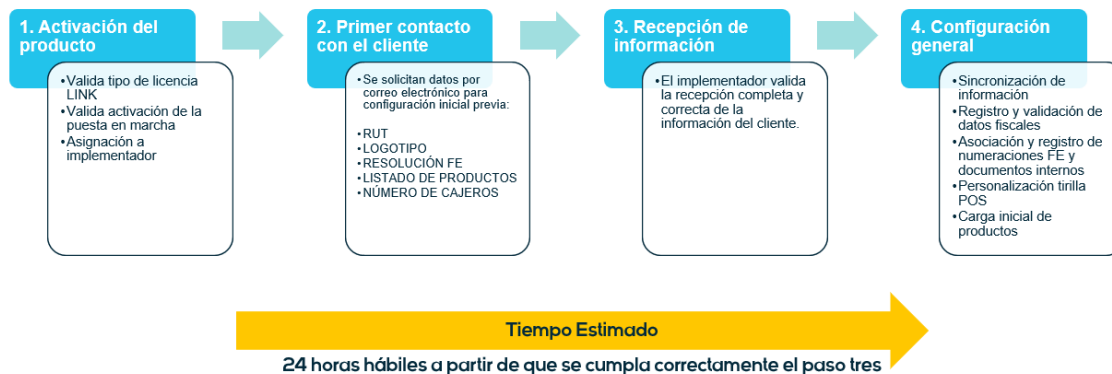 1. Activación del
producto
•Valida tipo de licencia
LINK
•Valida activación de la
puesta en marcha
•Asignación a
implementador
2. Primer contacto
con el cliente
•Se solicitan datos por
correo electrónico para
configuración inicial previa:
•RUT
•LOGOTIPO
•RESOLUCIÓN FE
•LISTADO DE PRODUCTOS
•NÚMERO DE CAJEROS
3. Recepción de
información
•El implementador valida
la recepción completa y
correcta de la
información del cliente.
4. Configuración
general
•Sincronización de
información
•Registro y validación de
datos fiscales
•Asociación y registro de
numeraciones FE y
documentos internos
•Personalización tirilla
POS
•Carga inicial de
productos
Tiempo Estimado
24 horas hábiles a partir de que se cumpla correctamente el paso tres